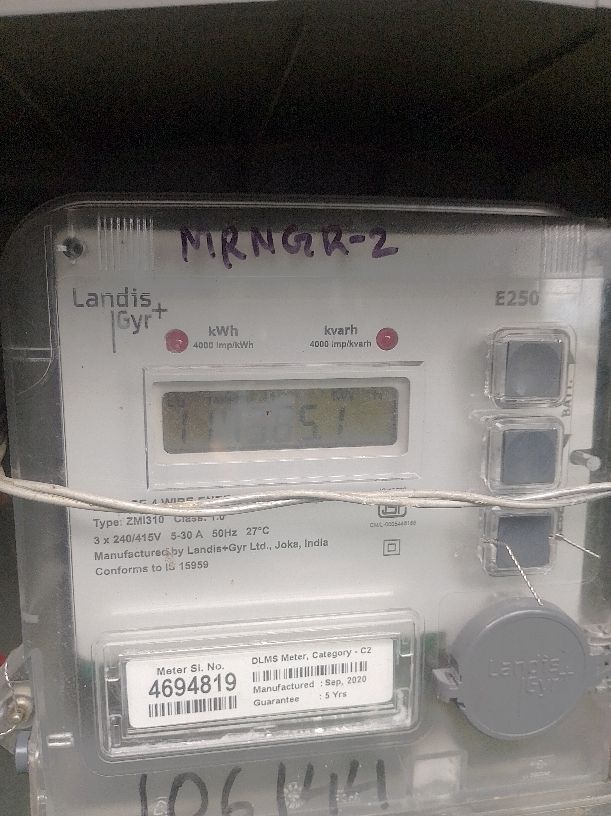 MRNGR-2
Landis
Gyr+
E250
kWh
4000 imp/kWh
kvarh
4000 imp/kvarh
4 WIRE
Type: ZMI310 Class: 1.0
3 x 240/415V 5-30 A 50Hz 27°C
Manufactured by Landis+Gyr Ltd., Joka, India
Conforms to IS 15959
Meter Sl. No.
4694819
DLMS Meter, Category - C2
Manufactured : Sep, 2020
Guarantee : 5 Yrs
Landis
Gyr
106144